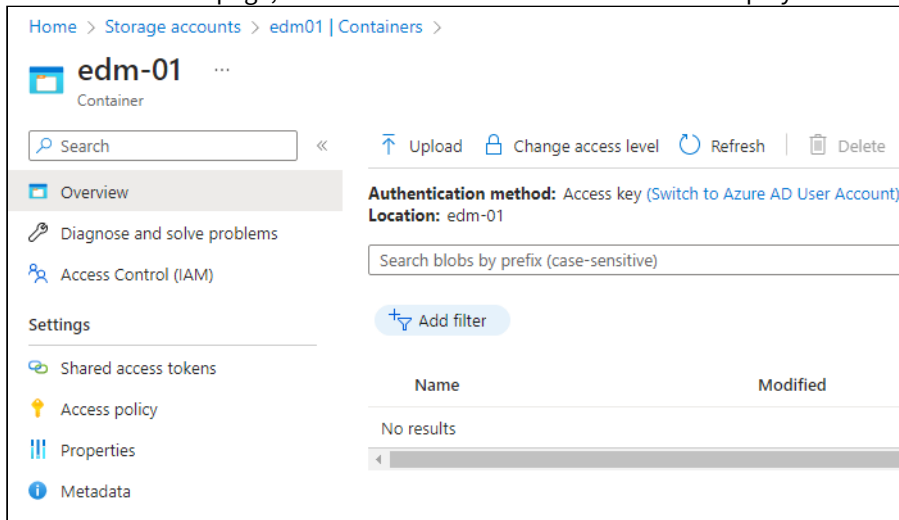 Home > Storage accounts > edm01 | Containers >
edm-01 ...
Container
Search «
Upload Change access level Refresh Delete
Overview
Authentication method: Access key (Switch to Azure AD User Account)
Location: edm-01
Diagnose and solve problems
Search blobs by prefix (case-sensitive)
Access Control (IAM)
Settings
Add filter
Shared access tokens
Name Modified
Access policy
No results
Properties
Metadata